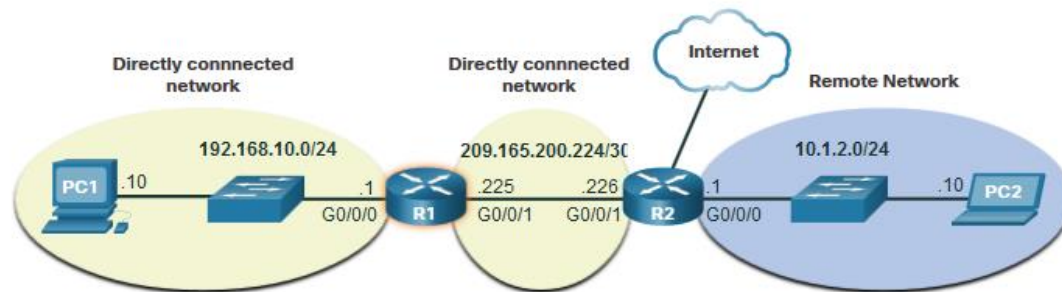 Directly connnected
network
Directly connnected
network
Internet
Remote Network
192.168.10.0/24
209.165.200.224/30
10.1.2.0/24
PC1
.10
.1
G0/0/0
R1
.225
G0/0/1
.226
G0/0/1
R2
.1
G0/0/0
.10
PC2